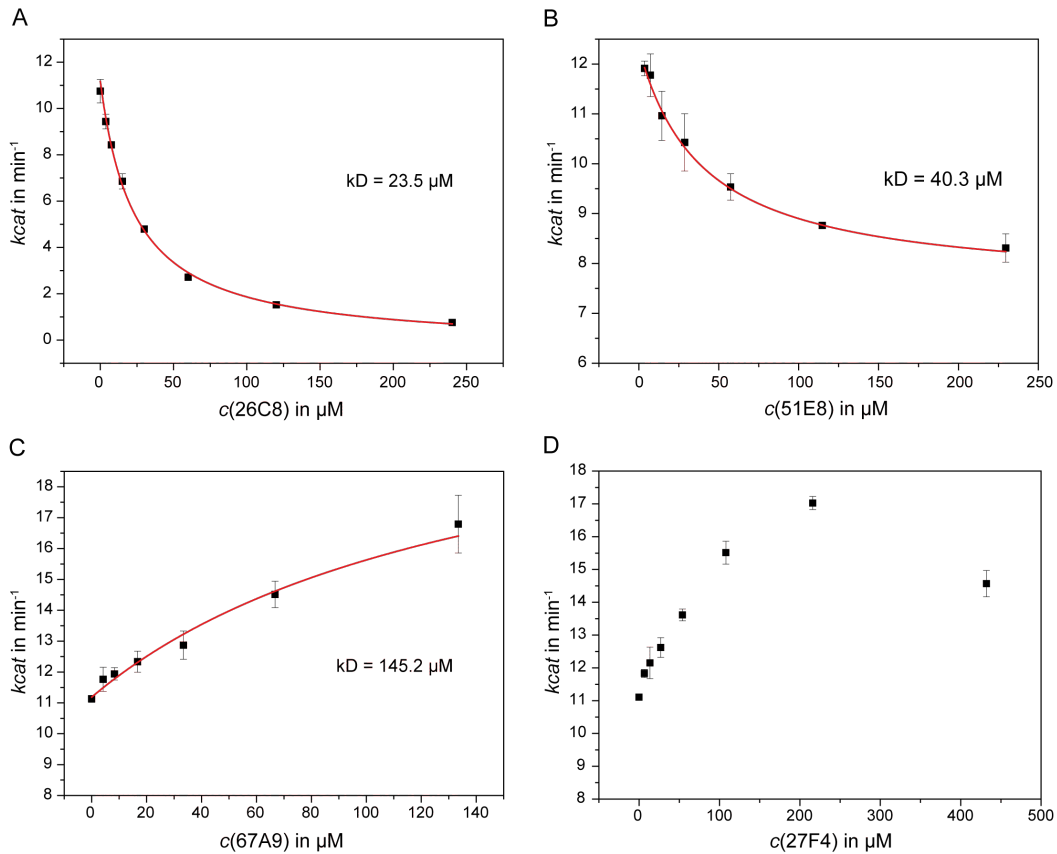 A
12
10
8
6
4
2
0
kcat in min⁻¹
kD = 23.5 µM
0 50 100 150 200 250
c(26C8) in µM
B
12
11
10
9
8
7
6
kcat in min⁻¹
kD = 40.3 µM
0 50 100 150 200 250
c(51E8) in µM
C
18
17
16
15
14
13
12
11
10
9
8
kcat in min⁻¹
kD = 145.2 µM
0 20 40 60 80 100 120 140
c(67A9) in µM
D
18
17
16
15
14
13
12
11
10
9
8
kcat in min⁻¹
0 100 200 300 400 500
c(27F4) in µM